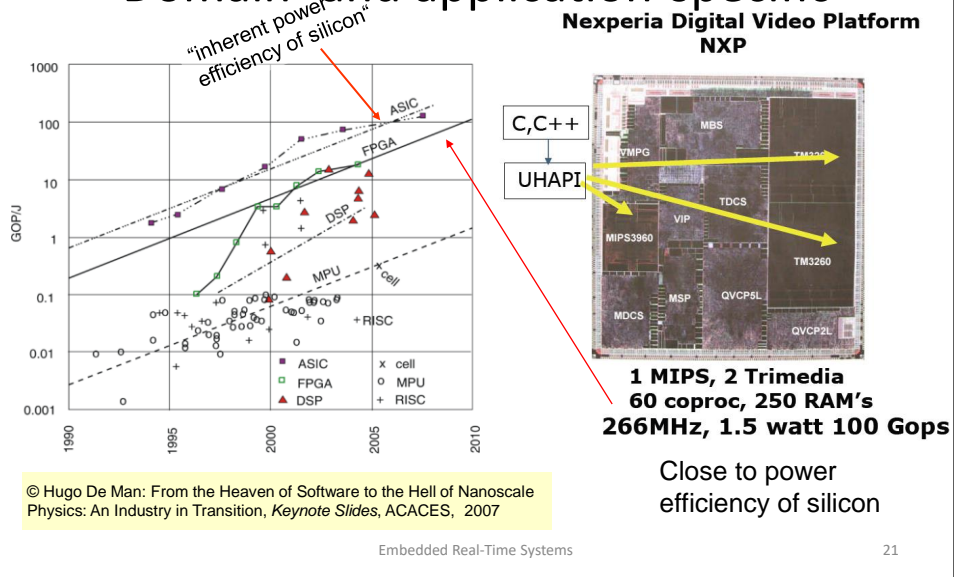 Nexperia Digital Video Platform
NXP
"inherent power
efficiency of silicon"
1000
100
10
1
0.1
0.01
0.001
GOP/J
1990
1995
2000
2005
2010
ASIC
FPGA
DSP
MPU
cell
RISC
ASIC
FPGA
DSP
x cell
o MPU
+ RISC
C,C++
UHAPI
VMPG
MBS
TDCS
VIP
MIPS3960
TM3260
MSP
QVCP5L
MDCS
QVCP2L
1 MIPS, 2 Trimedia
60 coproc, 250 RAM's
266MHz, 1.5 watt 100 Gops
Close to power
efficiency of silicon
© Hugo De Man: From the Heaven of Software to the Hell of Nanoscale
Physics: An Industry in Transition, Keynote Slides, ACACES, 2007
Embedded Real-Time Systems
21